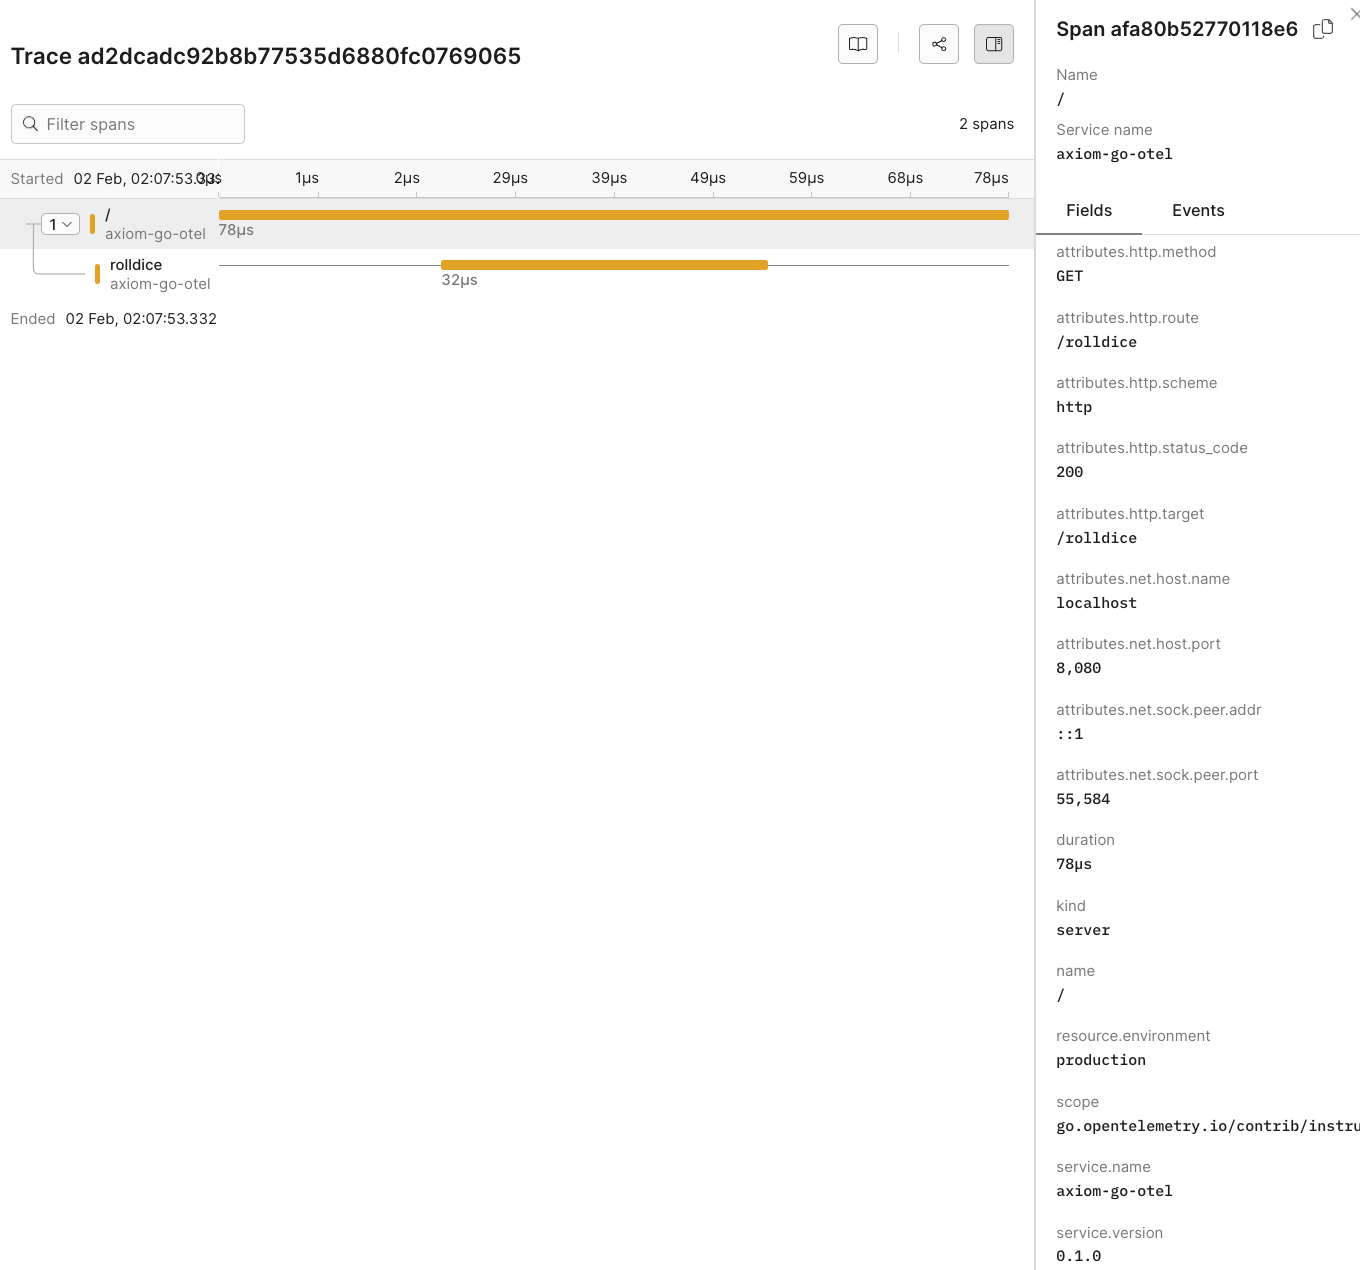 Trace ad2dcadc92b8b77535d6880fc0769065
Filter spans
2 spans
Started 02 Feb, 02:07:53.33
0µs 1µs 2µs 29µs 39µs 49µs 59µs 68µs 78µs
1 /
axiom-go-otel
78µs
rolldice
axiom-go-otel
32µs
Ended 02 Feb, 02:07:53.332
Span afa80b52770118e6
Name
/
Service name
axiom-go-otel
Fields Events
attributes.http.method
GET
attributes.http.route
/rolldice
attributes.http.scheme
http
attributes.http.status_code
200
attributes.http.target
/rolldice
attributes.net.host.name
localhost
attributes.net.host.port
8,080
attributes.net.sock.peer.addr
::1
attributes.net.sock.peer.port
55,584
duration
78µs
kind
server
name
/
resource.environment
production
scope
go.opentelemetry.io/contrib/instru
service.name
axiom-go-otel
service.version
0.1.0